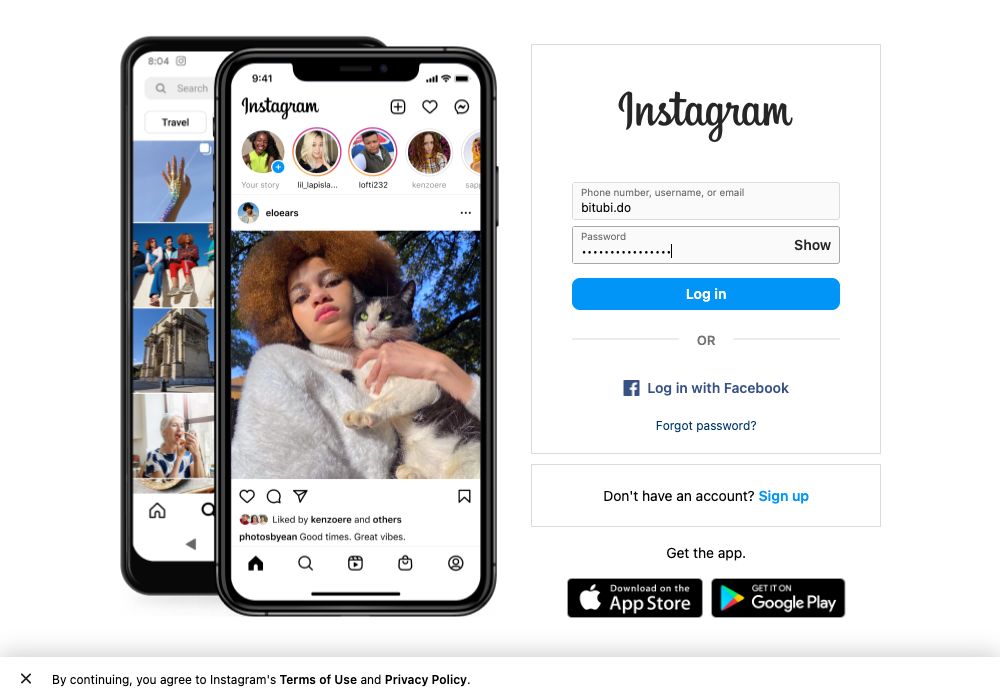 8:04
Search
Travel
9:41
Instagram
Your story
lil_lapisla...
lofti232
kenzoere
sap
eloears
...
Liked by kenzoere and others
photosbyean Good times. Great vibes.
Instagram
Phone number, username, or email
bitubi.do
Password
••••••••••••••••
Show
Log in
OR
Log in with Facebook
Forgot password?
Don't have an account? Sign up
Get the app.
Download on the
App Store
GET IT ON
Google Play
By continuing, you agree to Instagram's Terms of Use and Privacy Policy.